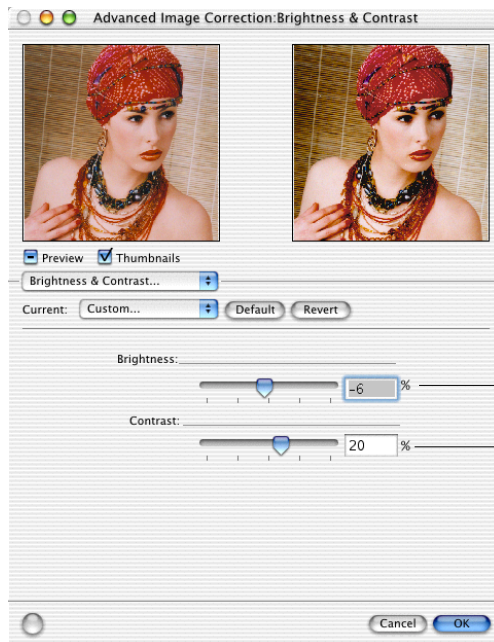 Advanced Image Correction:Brightness & Contrast
Preview Thumbnails
Brightness & Contrast...
Current: Custom... Default Revert
Brightness:
-6 %
Contrast:
20 %
Cancel OK